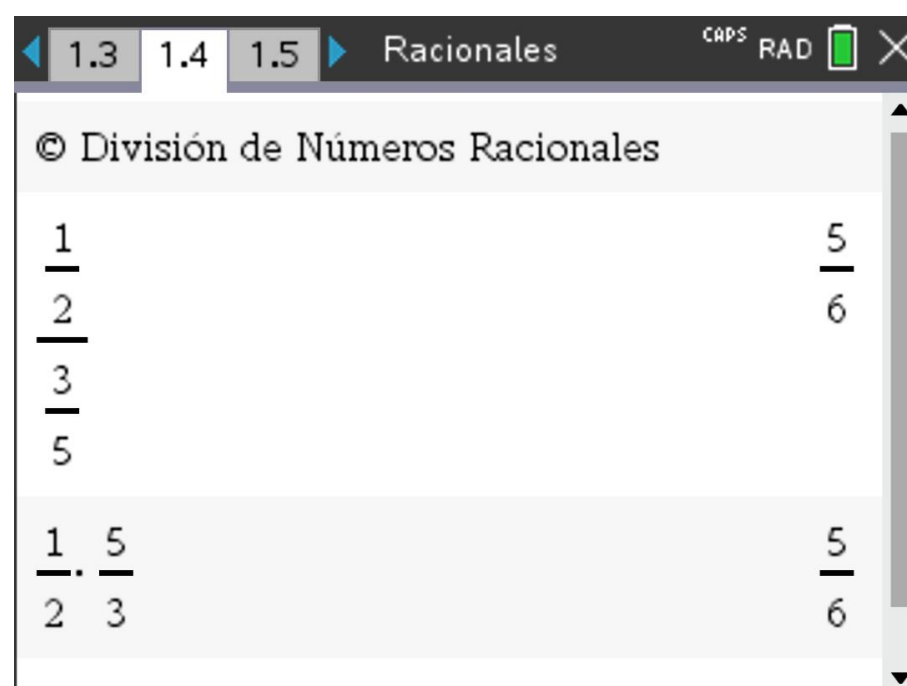 1.3 1.4 1.5 Racionales CAPS RAD
© División de Números Racionales
1
2
3
5
5
6
1/2 · 5/3
5/6